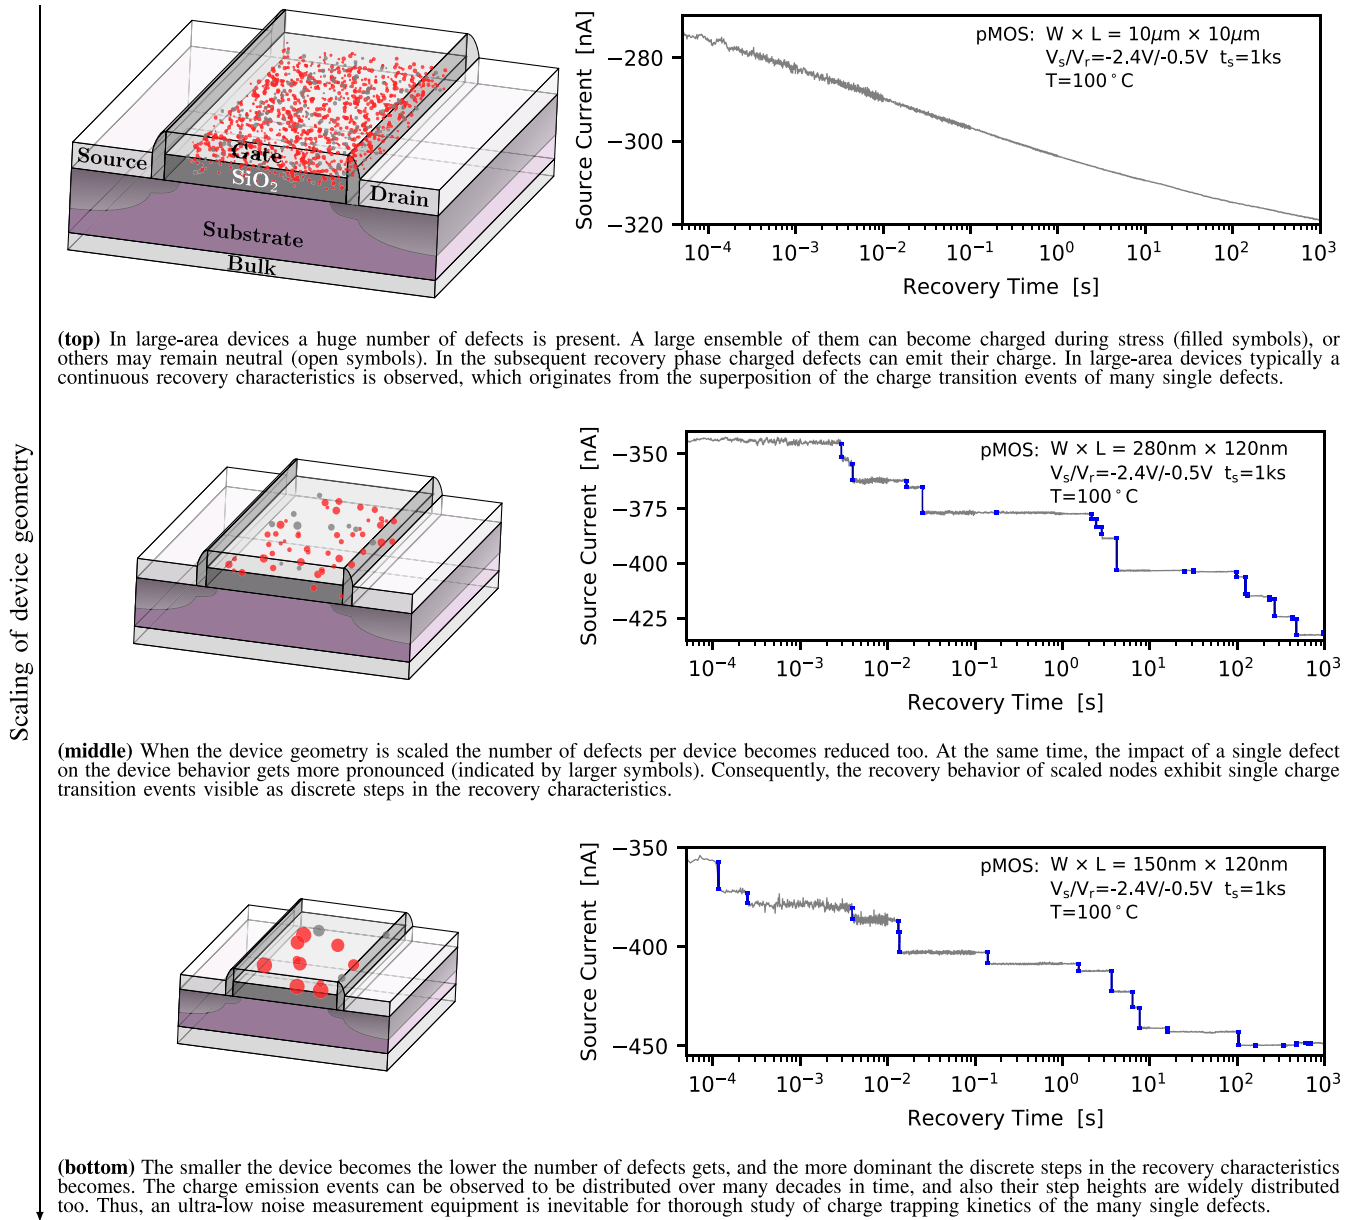 Scaling of device geometry
Source
Gate
SiO₂
Drain
Substrate
Bulk
Source Current [nA]
−280
−300
−320
pMOS: W × L = 10μm × 10μm
Vₛ/Vᵣ=-2.4V/-0.5V tₛ=1ks
T=100°C
10⁻⁴ 10⁻³ 10⁻² 10⁻¹ 10⁰ 10¹ 10² 10³
Recovery Time [s]
(top) In large-area devices a huge number of defects is present. A large ensemble of them can become charged during stress (filled symbols), or
others may remain neutral (open symbols). In the subsequent recovery phase charged defects can emit their charge. In large-area devices typically a
continuous recovery characteristics is observed, which originates from the superposition of the charge transition events of many single defects.
Source Current [nA]
−350
−375
−400
−425
pMOS: W × L = 280nm × 120nm
Vₛ/Vᵣ=-2.4V/-0.5V tₛ=1ks
T=100°C
10⁻⁴ 10⁻³ 10⁻² 10⁻¹ 10⁰ 10¹ 10² 10³
Recovery Time [s]
(middle) When the device geometry is scaled the number of defects per device becomes reduced too. At the same time, the impact of a single defect
on the device behavior gets more pronounced (indicated by larger symbols). Consequently, the recovery behavior of scaled nodes exhibit single charge
transition events visible as discrete steps in the recovery characteristics.
Source Current [nA]
−350
−400
−450
pMOS: W × L = 150nm × 120nm
Vₛ/Vᵣ=-2.4V/-0.5V tₛ=1ks
T=100°C
10⁻⁴ 10⁻³ 10⁻² 10⁻¹ 10⁰ 10¹ 10² 10³
Recovery Time [s]
(bottom) The smaller the device becomes the lower the number of defects gets, and the more dominant the discrete steps in the recovery characteristics
becomes. The charge emission events can be observed to be distributed over many decades in time, and also their step heights are widely distributed
too. Thus, an ultra-low noise measurement equipment is inevitable for thorough study of charge trapping kinetics of the many single defects.